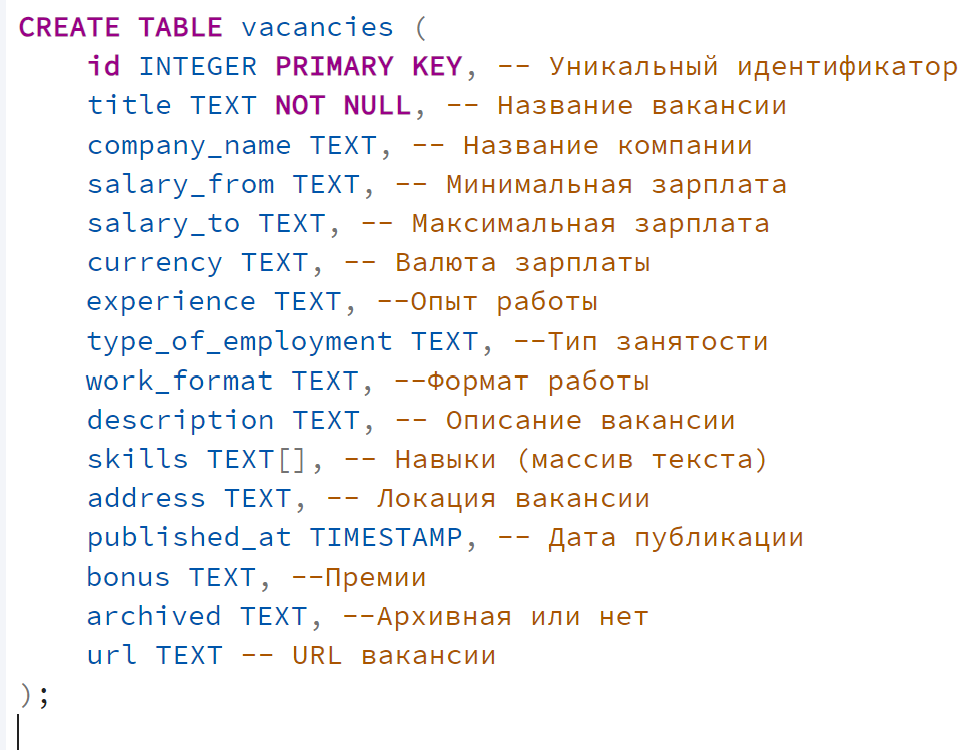 CREATE TABLE vacancies (
    id INTEGER PRIMARY KEY, -- Уникальный идентификатор
    title TEXT NOT NULL, -- Название вакансии
    company_name TEXT, -- Название компании
    salary_from TEXT, -- Минимальная зарплата
    salary_to TEXT, -- Максимальная зарплата
    currency TEXT, -- Валюта зарплаты
    experience TEXT, --Опыт работы
    type_of_employment TEXT, --Тип занятости
    work_format TEXT, --Формат работы
    description TEXT, -- Описание вакансии
    skills TEXT[], -- Навыки (массив текста)
    address TEXT, -- Локация вакансии
    published_at TIMESTAMP, -- Дата публикации
    bonus TEXT, --Премии
    archived TEXT, --Архивная или нет
    url TEXT -- URL вакансии
);